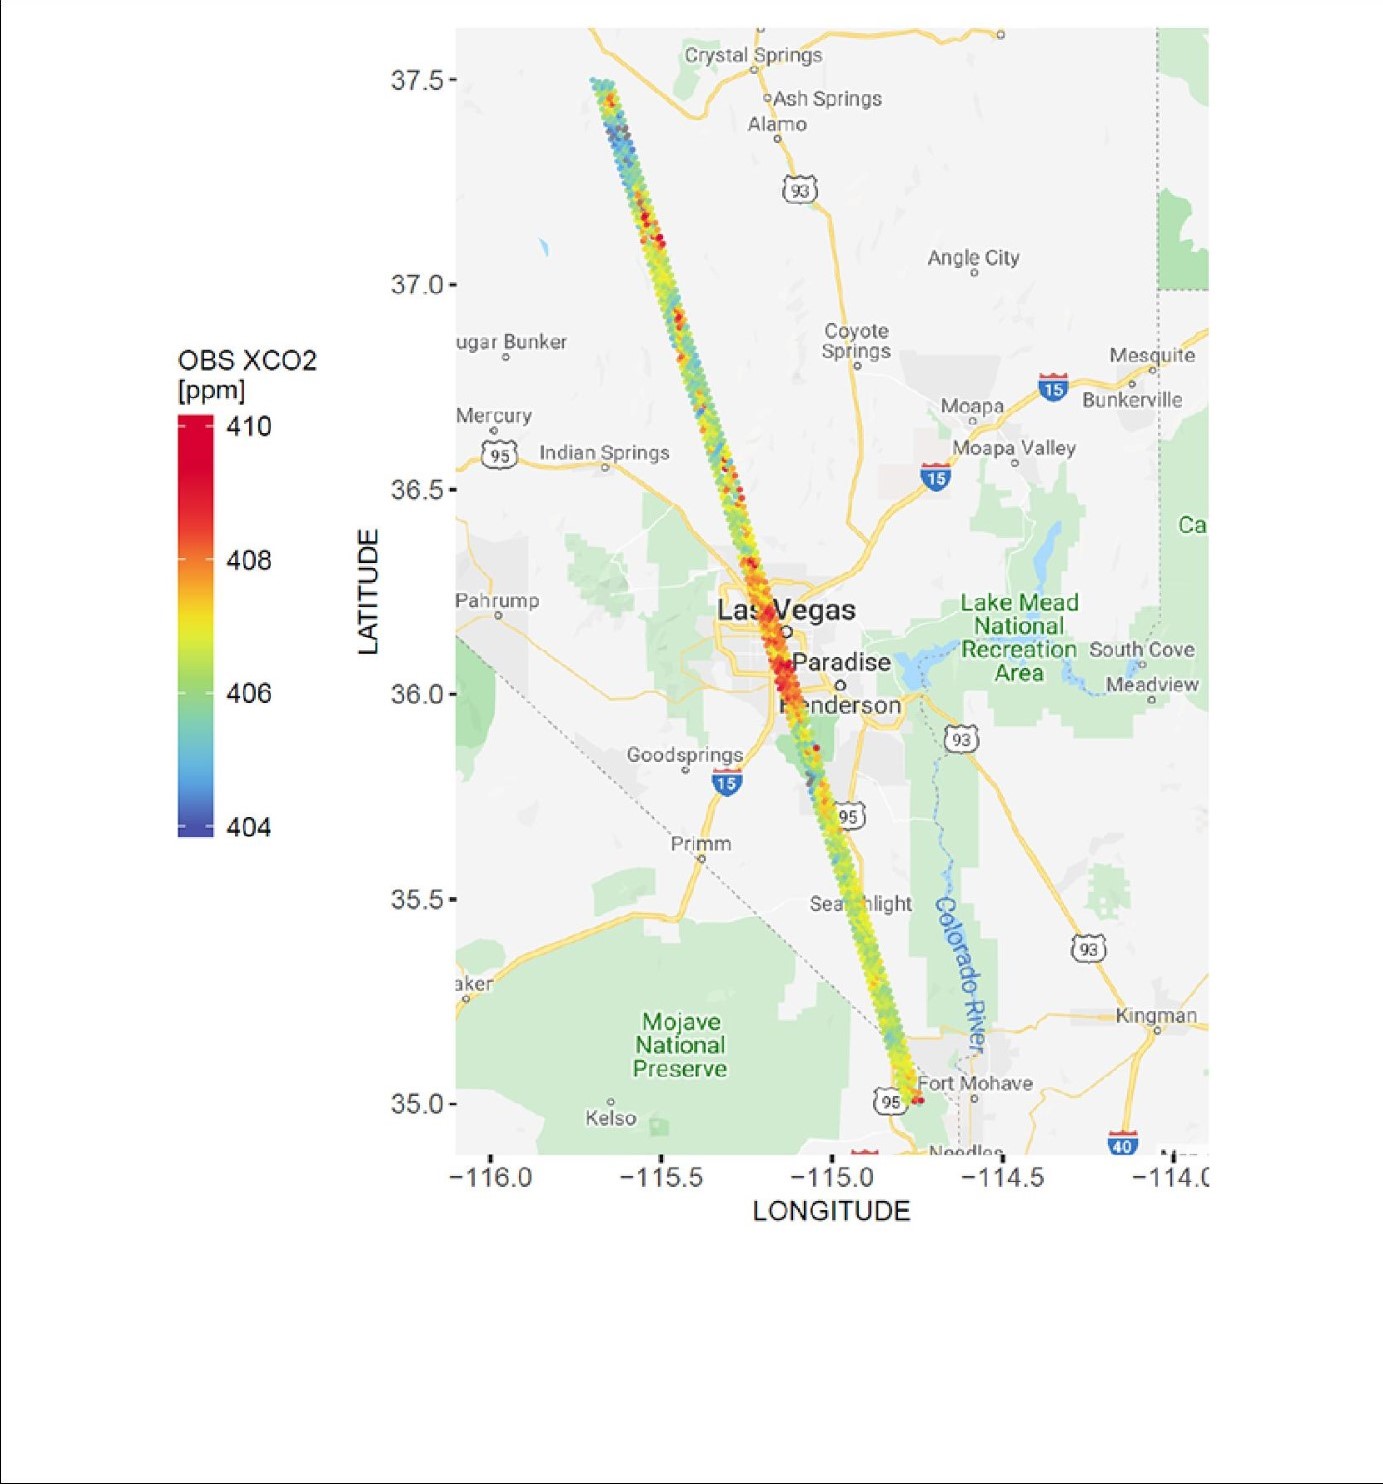 OBS XCO2
[ppm]
410
408
406
404
LATITUDE
37.5
37.0
36.5
36.0
35.5
35.0
−116.0
−115.5
−115.0
−114.5
−114.0
LONGITUDE
Crystal Springs
Ash Springs
Alamo
93
Angle City
ugar Bunker
Coyote
Springs
Mesquite
15
Bunkerville
Mercury
Moapa
95
Indian Springs
Moapa Valley
15
Ca
Pahrump
Las Vegas
Lake Mead
National
Recreation
Area
South Cove
Meadview
Paradise
Henderson
93
Goodsprings
15
95
Primm
Searchlight
Colorado River
93
aker
Kingman
Mojave
National
Preserve
Fort Mohave
95
Kelso
40
Needles